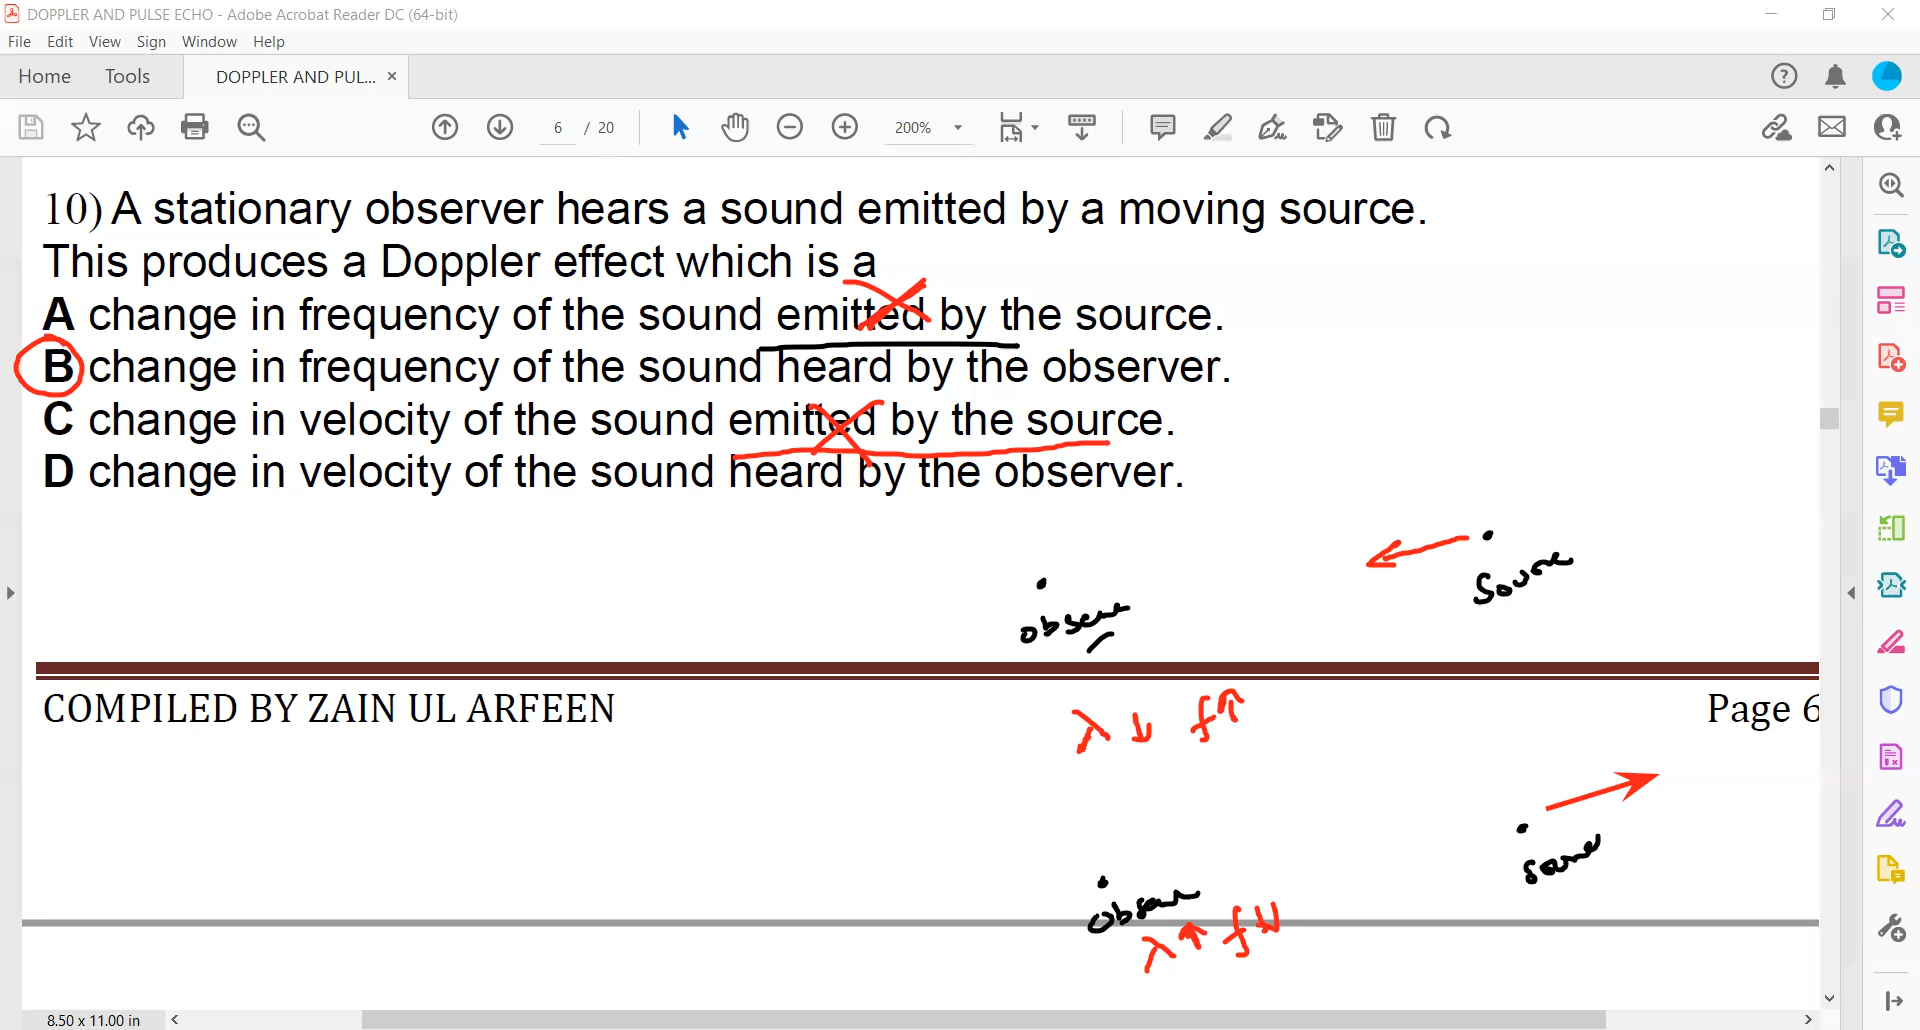 DOPPLER AND PULSE ECHO - Adobe Acrobat Reader DC (64-bit)
File Edit View Sign Window Help
Home Tools DOPPLER AND PUL... ×
6 / 20 200%
10) A stationary observer hears a sound emitted by a moving source.
This produces a Doppler effect which is a
A change in frequency of the sound emitted by the source.
B change in frequency of the sound heard by the observer.
C change in velocity of the sound emitted by the source.
D change in velocity of the sound heard by the observer.
Source
COMPILED BY ZAIN UL ARFEEN Page 6
λ ↓ f↑
λ↑ f↓
8.50 x 11.00 in